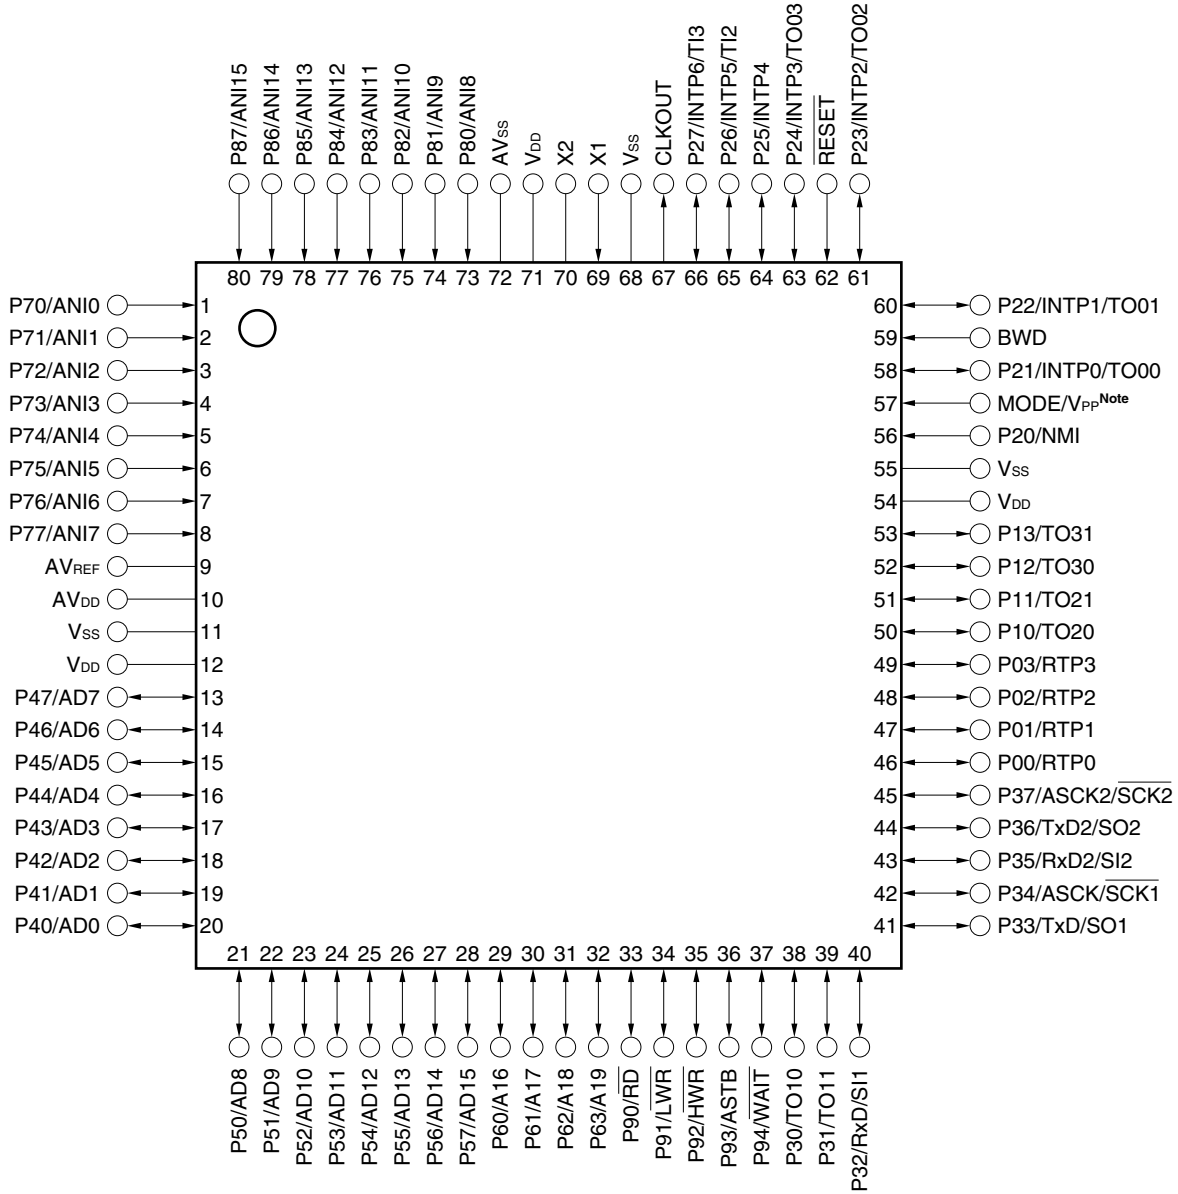 P87/ANI15
P86/ANI14
P85/ANI13
P84/ANI12
P83/ANI11
P82/ANI10
P81/ANI9
P80/ANI8
AVSS
VDD
X2
X1
VSS
CLKOUT
P27/INTP6/TI3
P26/INTP5/TI2
P25/INTP4
P24/INTP3/TO03
RESET
P23/INTP2/TO02
80 79 78 77 76 75 74 73 72 71 70 69 68 67 66 65 64 63 62 61
P70/ANI0 1
P71/ANI1 2
P72/ANI2 3
P73/ANI3 4
P74/ANI4 5
P75/ANI5 6
P76/ANI6 7
P77/ANI7 8
AVREF 9
AVDD 10
VSS 11
VDD 12
P47/AD7 13
P46/AD6 14
P45/AD5 15
P44/AD4 16
P43/AD3 17
P42/AD2 18
P41/AD1 19
P40/AD0 20
60 P22/INTP1/TO01
59 BWD
58 P21/INTP0/TO00
57 MODE/VPPNote
56 P20/NMI
55 VSS
54 VDD
53 P13/TO31
52 P12/TO30
51 P11/TO21
50 P10/TO20
49 P03/RTP3
48 P02/RTP2
47 P01/RTP1
46 P00/RTP0
45 P37/ASCK2/SCK2
44 P36/TxD2/SO2
43 P35/RxD2/SI2
42 P34/ASCK/SCK1
41 P33/TxD/SO1
21 22 23 24 25 26 27 28 29 30 31 32 33 34 35 36 37 38 39 40
P50/AD8
P51/AD9
P52/AD10
P53/AD11
P54/AD12
P55/AD13
P56/AD14
P57/AD15
P60/A16
P61/A17
P62/A18
P63/A19
P90/RD
P91/LWR
P92/HWR
P93/ASTB
P94/WAIT
P30/TO10
P31/TO11
P32/RxD/SI1